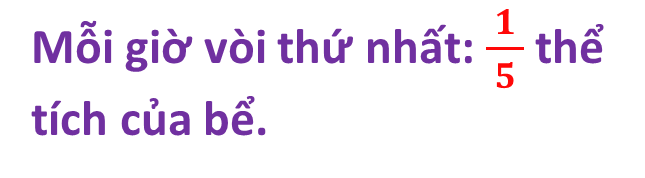 Mỗi giờ vòi thứ nhất: 1/5 thể
tích của bể.